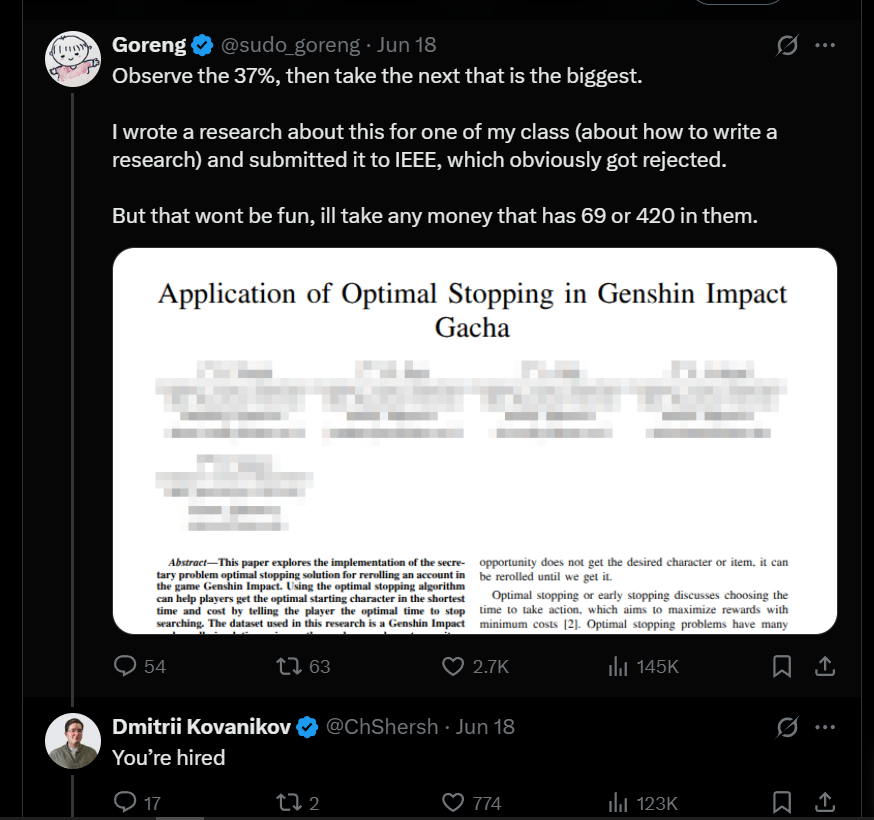 Goreng @sudo_goreng · Jun 18
Observe the 37%, then take the next that is the biggest.
I wrote a research about this for one of my class (about how to write a
research) and submitted it to IEEE, which obviously got rejected.
But that wont be fun, ill take any money that has 69 or 420 in them.
Application of Optimal Stopping in Genshin Impact
Gacha
Abstract—This paper explores the implementation of the secre-
tary problem optimal stopping solution for rerolling an account in
the game Genshin Impact. Using the optimal stopping algorithm
can help players get the optimal starting character in the shortest
time and cost by telling the player the optimal time to stop
searching. The dataset used in this research is a Genshin Impact
opportunity does not get the desired character or item, it can
be rerolled until we get it.
Optimal stopping or early stopping discusses choosing the
time to take action, which aims to maximize rewards with
minimum costs [2]. Optimal stopping problems have many
54 63 2.7K 145K
Dmitrii Kovanikov @ChShersh · Jun 18
You’re hired
17 2 774 123K